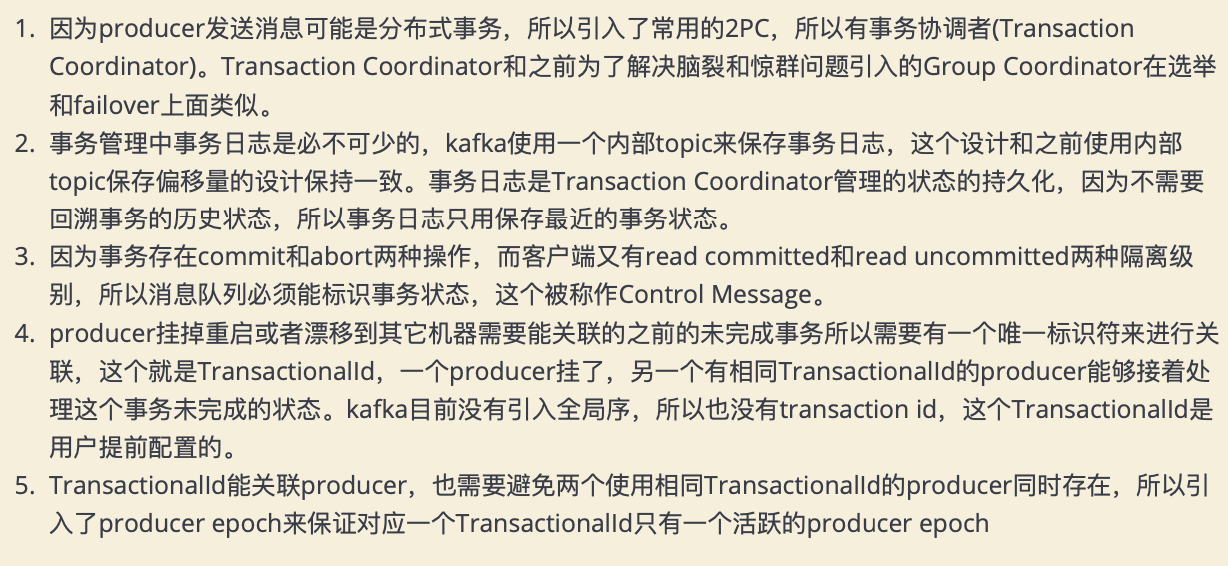 1. 因为producer发送消息可能是分布式事务，所以引入了常用的2PC，所以有事务协调者(Transaction
Coordinator)。Transaction Coordinator和之前为了解决脑裂和惊群问题引入的Group Coordinator在选举
和failover上面类似。
2. 事务管理中事务日志是必不可少的，kafka使用一个内部topic来保存事务日志，这个设计和之前使用内部
topic保存偏移量的设计保持一致。事务日志是Transaction Coordinator管理的状态的持久化，因为不需要
回溯事务的历史状态，所以事务日志只用保存最近的事务状态。
3. 因为事务存在commit和abort两种操作，而客户端又有read committed和read uncommitted两种隔离级
别，所以消息队列必须能标识事务状态，这个被称作Control Message。
4. producer挂掉重启或者漂移到其它机器需要能关联的之前的未完成事务所以需要有一个唯一标识符来进行关
联，这个就是TransactionalId，一个producer挂了，另一个有相同TransactionalId的producer能够接着处
理这个事务未完成的状态。kafka目前没有引入全局序，所以也没有transaction id，这个TransactionalId是
用户提前配置的。
5. TransactionalId能关联producer，也需要避免两个使用相同TransactionalId的producer同时存在，所以引
入了producer epoch来保证对应一个TransactionalId只有一个活跃的producer epoch